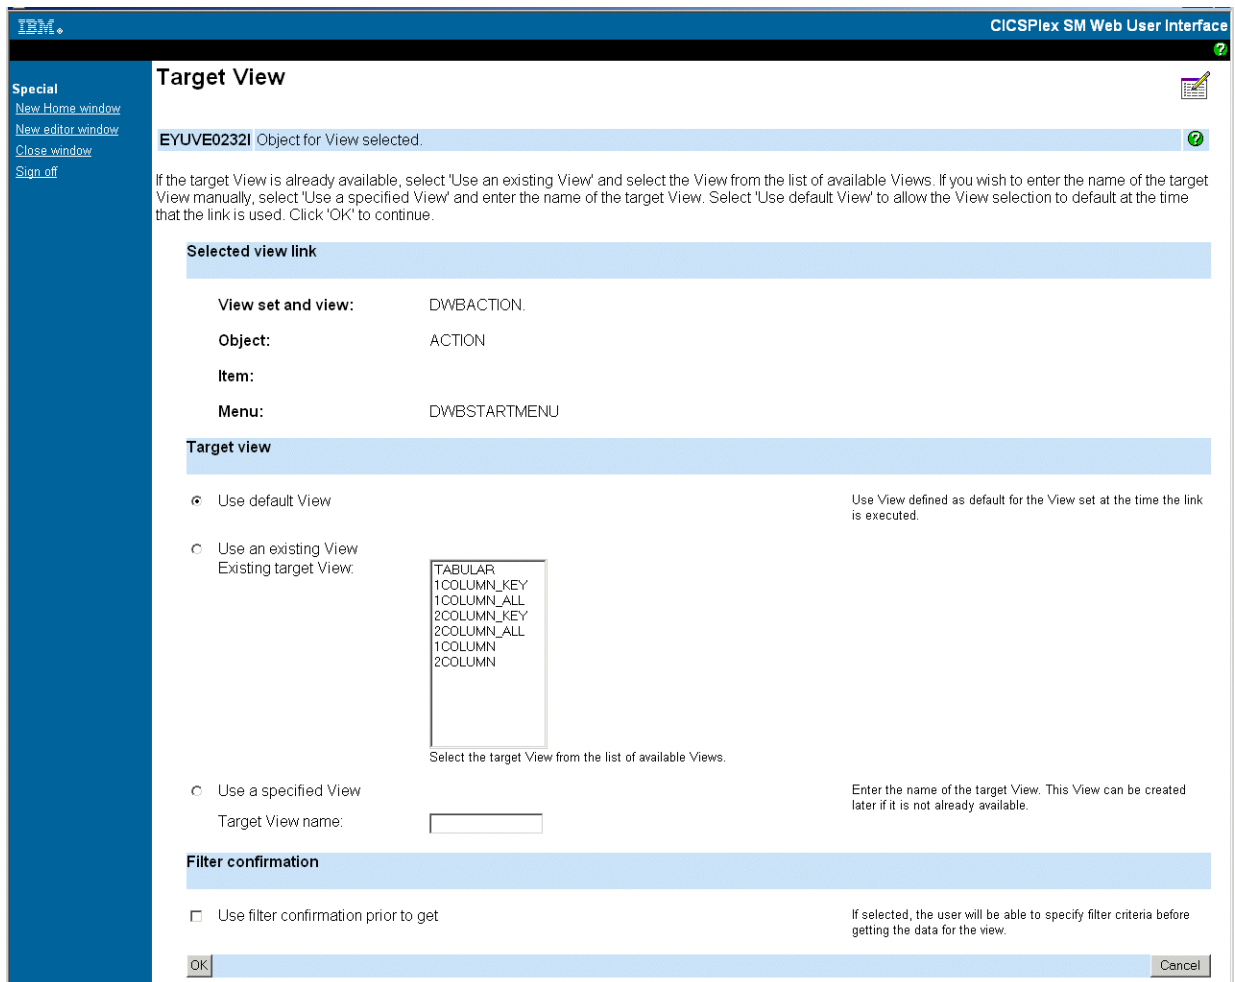 IBM®
CICSPlex SM Web User Interface
Special
New Home window
New editor window
Close window
Sign off
Target View
EYUVE0232I Object for View selected.
If the target View is already available, select 'Use an existing View' and select the View from the list of available Views. If you wish to enter the name of the target
View manually, select 'Use a specified View' and enter the name of the target View. Select 'Use default View' to allow the View selection to default at the time
that the link is used. Click 'OK' to continue.
Selected view link
View set and view: DWBACTION.
Object: ACTION
Item:
Menu: DWBSTARTMENU
Target view
Use default View
Use View defined as default for the View set at the time the link
is executed.
Use an existing View
Existing target View:
TABULAR
1COLUMN_KEY
1COLUMN_ALL
2COLUMN_KEY
2COLUMN_ALL
1COLUMN
2COLUMN
Select the target View from the list of available Views.
Use a specified View
Enter the name of the target View. This View can be created
later if it is not already available.
Target View name:
Filter confirmation
Use filter confirmation prior to get
If selected, the user will be able to specify filter criteria before
getting the data for the view.
OK
Cancel